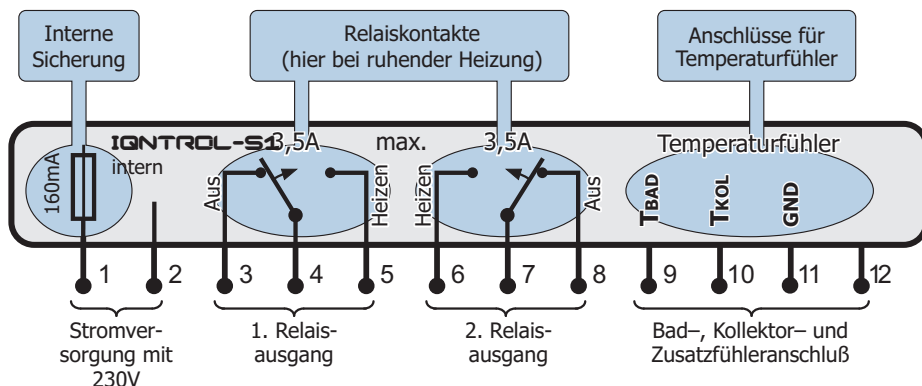 Interne
Sicherung
Relaiskontakte
(hier bei ruhender Heizung)
Anschlüsse für
Temperaturfühler
IQNTROL-S1
intern
3,5A
max.
3,5A
Temperaturfühler
160mA
Aus
Heizen
Heizen
Aus
TBAD
TKOL
GND
1
2
3
4
5
6
7
8
9
10
11
12
Stromver-
sorgung mit
230V
1. Relais-
ausgang
2. Relais-
ausgang
Bad–, Kollektor– und
Zusatzfühleranschluß